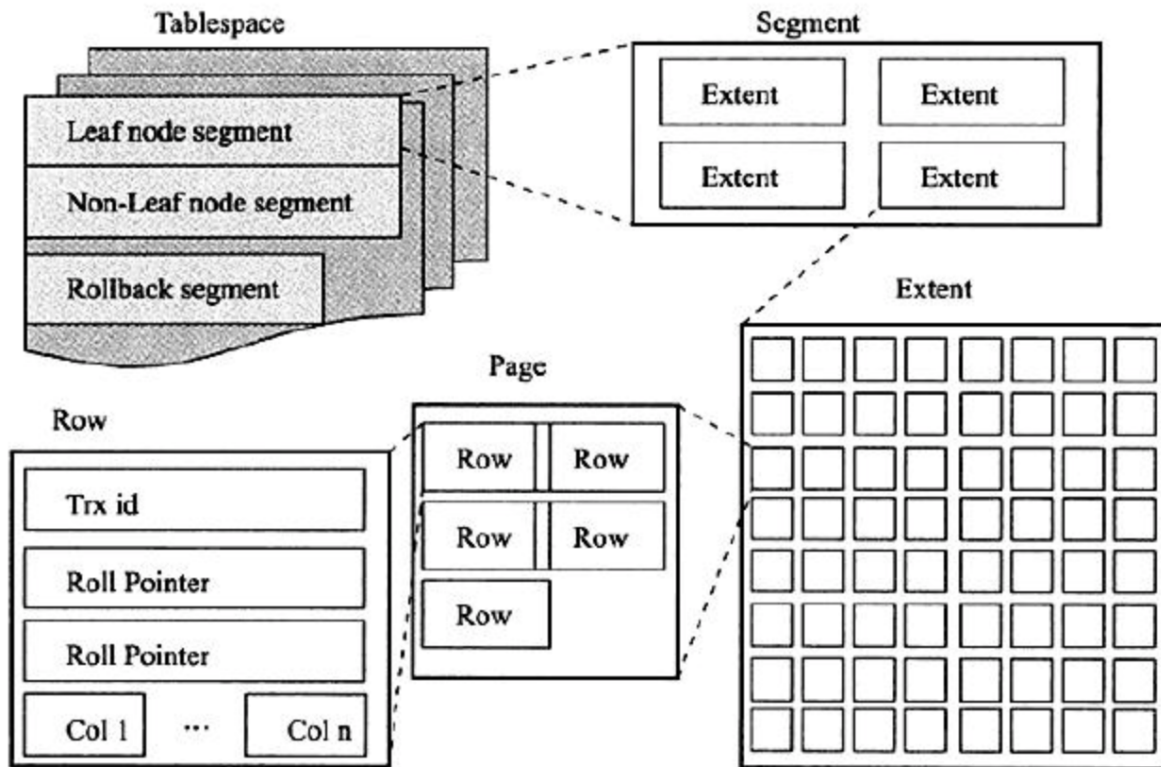 Tablespace
Leaf node segment
Non-Leaf node segment
Rollback segment
Segment
Extent Extent
Extent Extent
Extent
Page
Row Row
Row Row
Row
Row
Trx id
Roll Pointer
Roll Pointer
Col 1 ... Col n